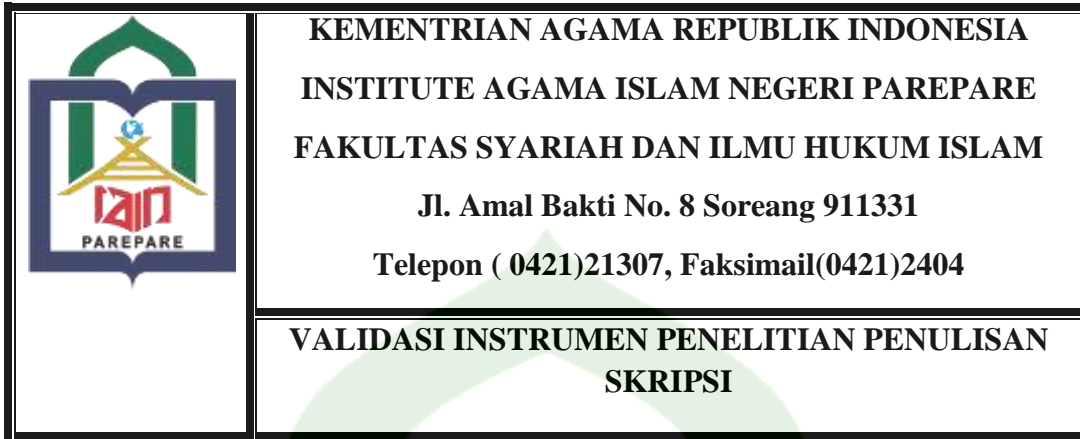 KEMENTRIAN AGAMA REPUBLIK INDONESIA
INSTITUTE AGAMA ISLAM NEGERI PAREPARE
FAKULTAS SYARIAH DAN ILMU HUKUM ISLAM
Jl. Amal Bakti No. 8 Soreang 911331
Telepon ( 0421)21307, Faksimail(0421)2404
IAIN
PAREPARE
VALIDASI INSTRUMEN PENELITIAN PENULISAN
SKRIPSI